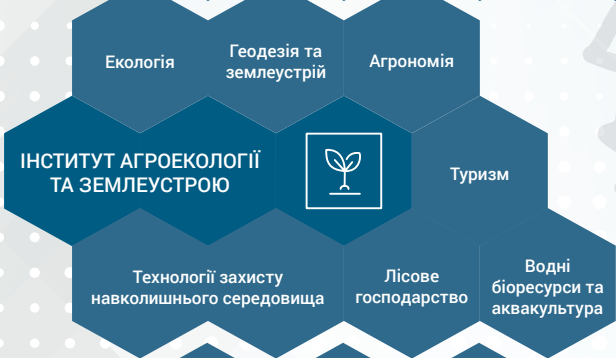 Екологія
Геодезія та
землеустрій
Агрономія
ІНСТИТУТ АГРОЕКОЛОГІЇ
ТА ЗЕМЛЕУСТРОЮ
Туризм
Технології захисту
навколишнього середовища
Лісове
господарство
Водні
біоресурси та
аквакультура